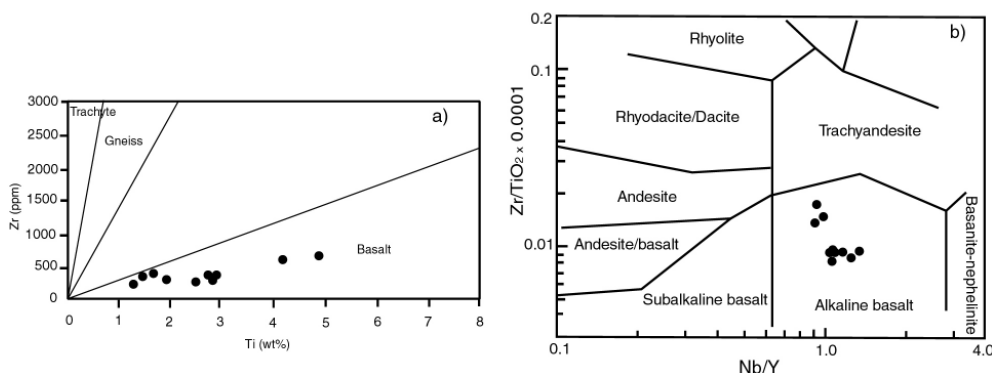 a)
Zr (ppm)
3000
2500
2000
1500
1000
500
0
Trachyte
Gneiss
Basalt
0 1 2 3 4 5 6 7 8
Ti (wt%)
b)
Zr/TiO2 x 0.0001
0.2
0.1
0.01
Rhyolite
Rhyodacite/Dacite
Trachyandesite
Andesite
Andesite/basalt
Subalkaline basalt
Alkaline basalt
Basanite-nephelinite
0.1 1.0 4.0
Nb/Y